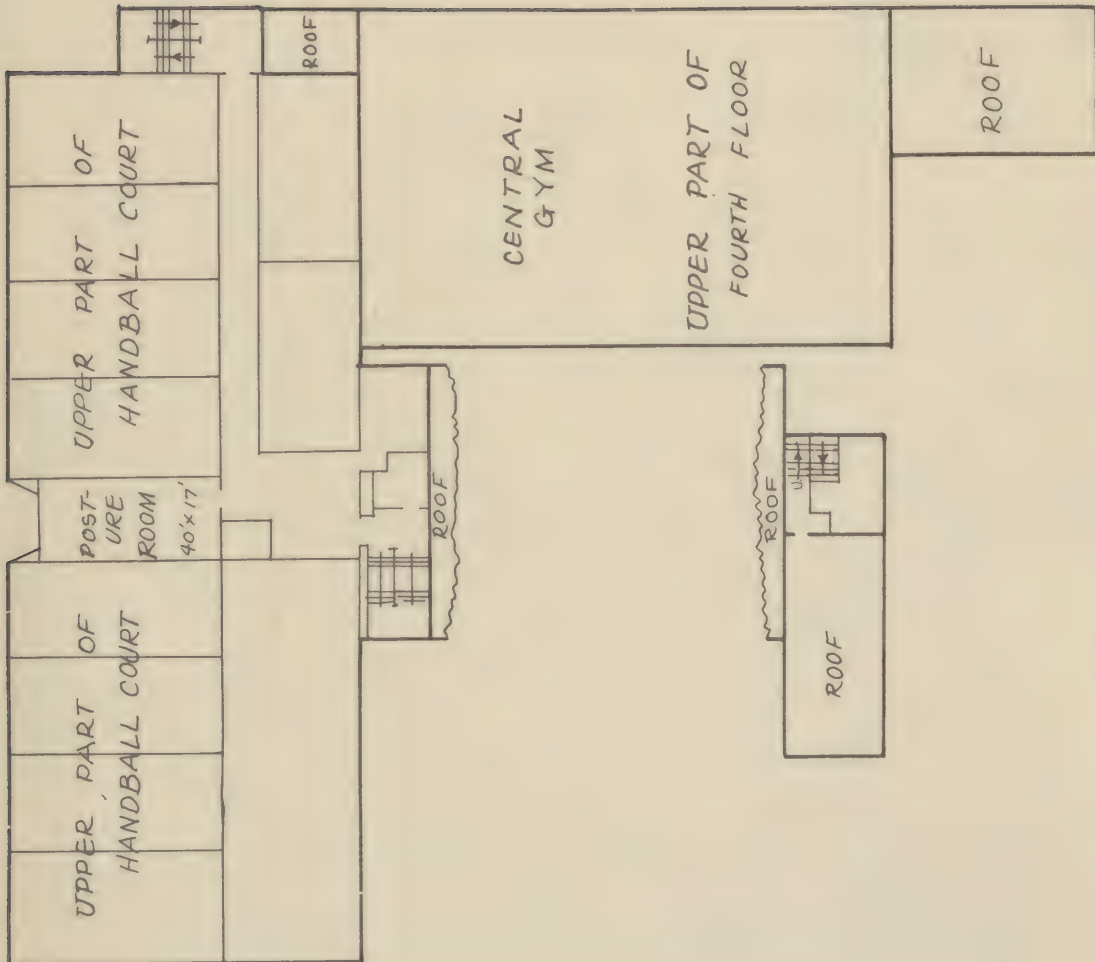 ROOF
UPPER PART OF
HANDBALL COURT
CENTRAL
GYM
UPPER PART OF
FOURTH FLOOR
ROOF
POST-
URE
ROOM
40'x17'
ROOF
ROOF
ROOF
UPPER PART OF
HANDBALL COURT